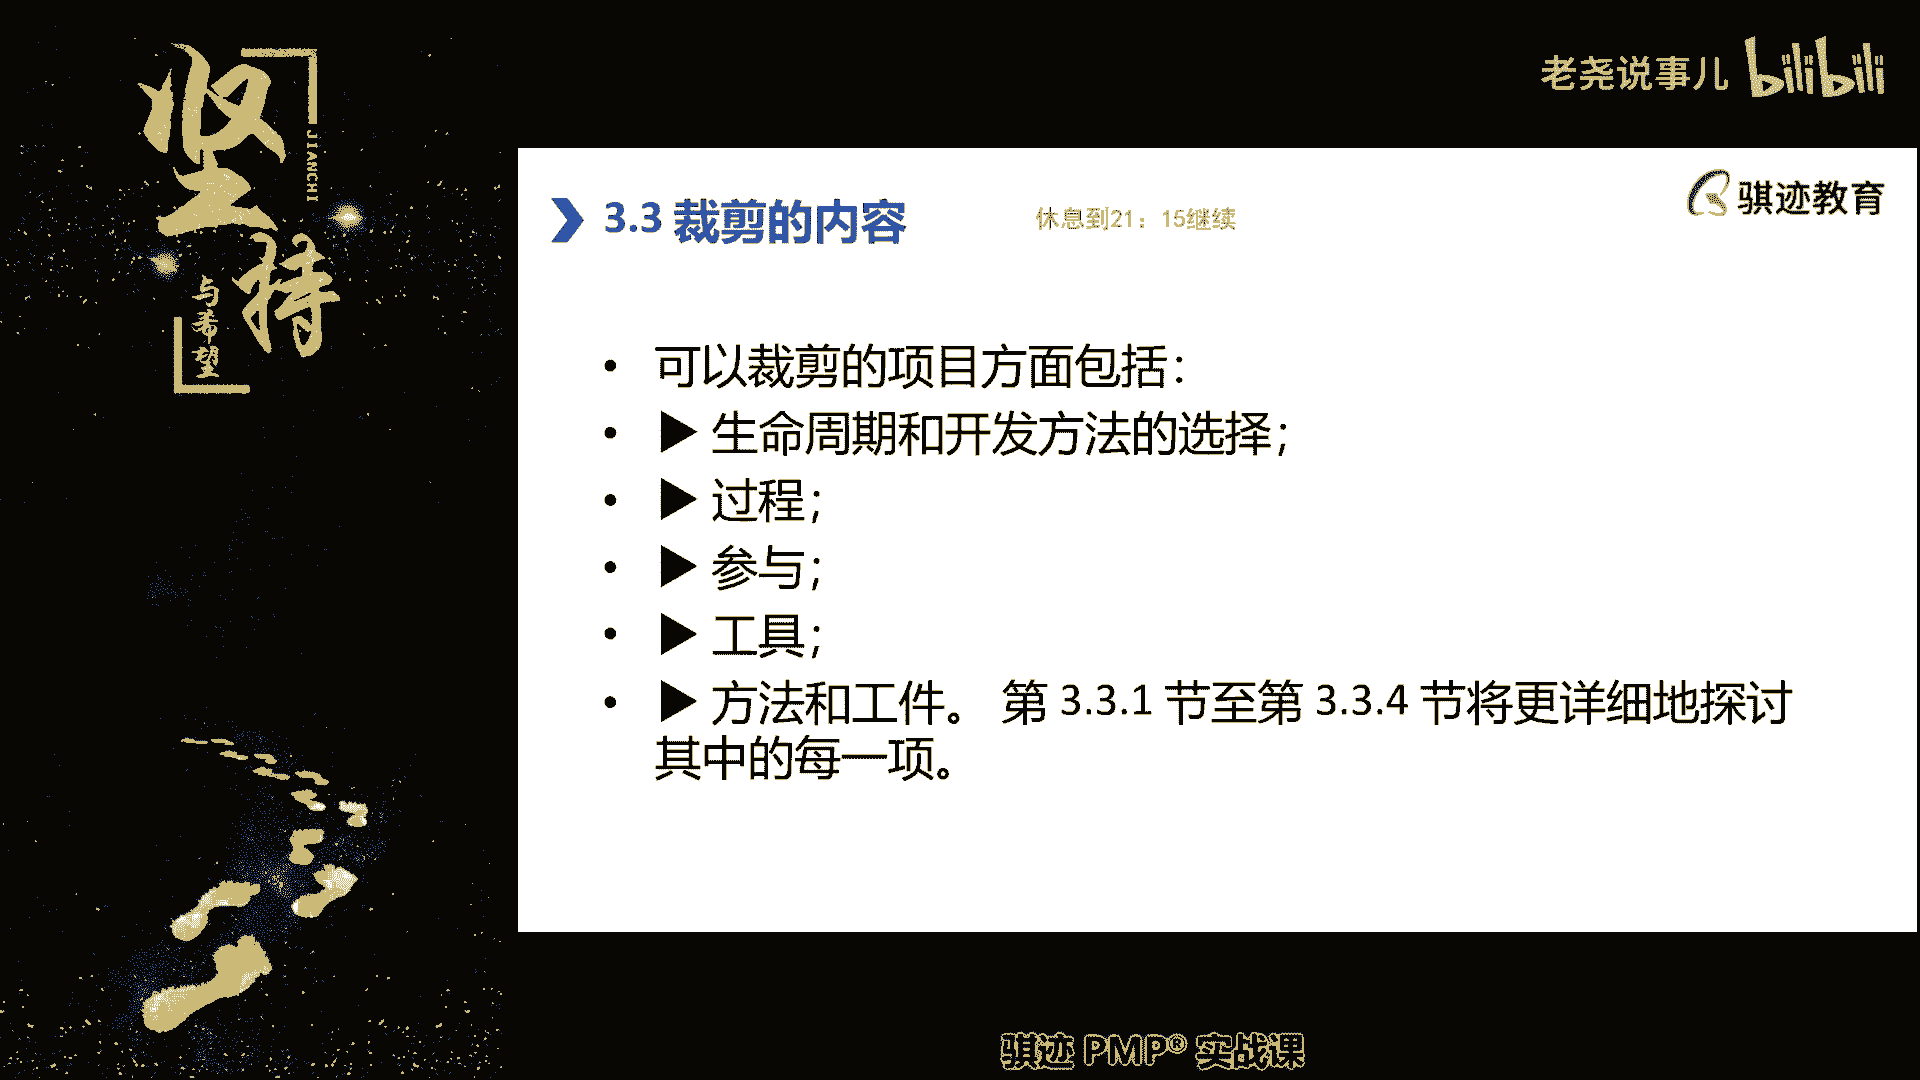 坚持
JIANCHI
与希望
老尧说事儿 bilibili
骐迹教育
3.3 裁剪的内容
休息到21：15继续
• 可以裁剪的项目方面包括：
• ▶ 生命周期和开发方法的选择；
• ▶ 过程；
• ▶ 参与；
• ▶ 工具；
• ▶ 方法和工件。 第 3.3.1 节至第 3.3.4 节将更详细地探讨
其中的每一项。
骐迹 PMP® 实战课